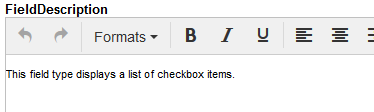 FieldDescription
Formats B I U
This field type displays a list of checkbox items.